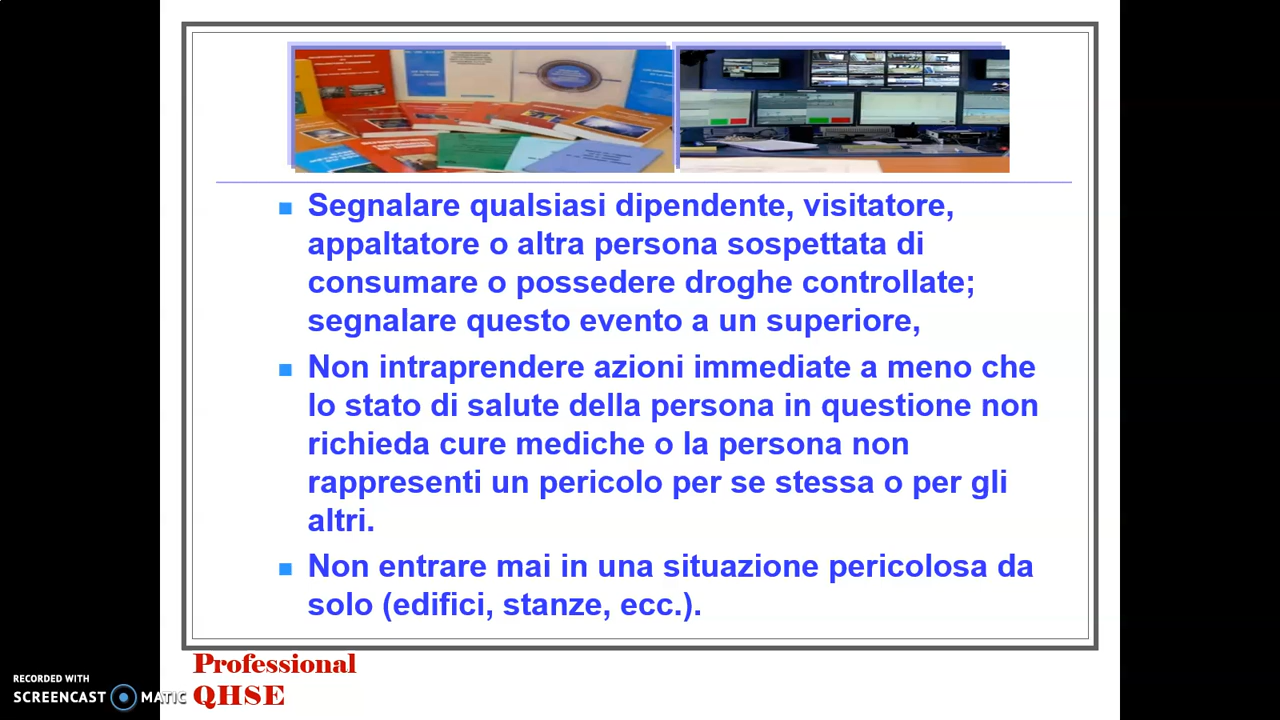 Segnalare qualsiasi dipendente, visitatore,
appaltatore o altra persona sospettata di
consumare o possedere droghe controllate;
segnalare questo evento a un superiore,
Non intraprendere azioni immediate a meno che
lo stato di salute della persona in questione non
richieda cure mediche o la persona non
rappresenti un pericolo per se stessa o per gli
altri.
Non entrare mai in una situazione pericolosa da
solo (edifici, stanze, ecc.).
Professional
QHSE
RECORDED WITH
SCREENCAST MATIC